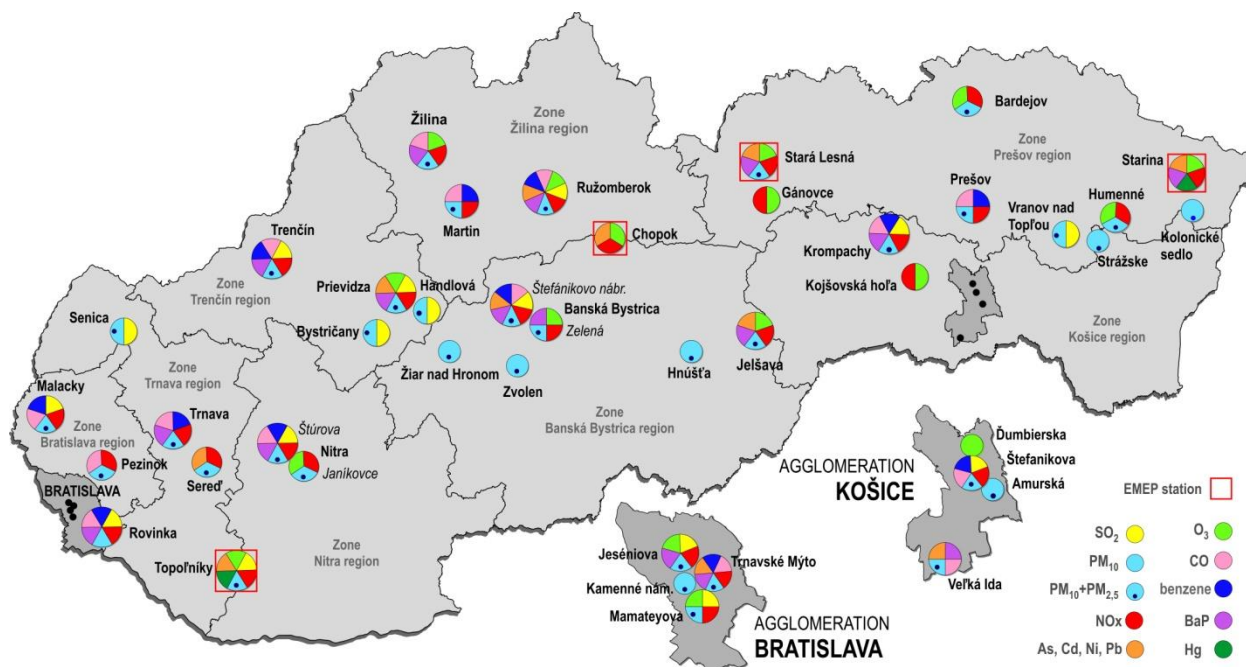 Zone
Žilina region
Žilina
Martin
Ružomberok
Chopok
Zone
Prešov region
Bardejov
Stará Lesná
Gánovce
Prešov
Starina
Humenné
Vranov nad
Topľou
Strážske
Kolonické
sedlo
Krompachy
Kojšovská hoľa
Zone
Košice region
Trenčín
Zone
Trenčín region
Prievidza
Handlová
Bystričany
Štefánikovo nábr.
Banská Bystrica
Zelená
Žiar nad Hronom
Zvolen
Hnúšťa
Jelšava
Zone
Banská Bystrica region
Senica
Zone
Trnava region
Malacky
Zone
Bratislava region
Trnava
Pezinok
Sereď
BRATISLAVA
Rovinka
Topoľníky
Štúrova
Nitra
Janíkovce
Zone
Nitra region
AGGLOMERATION
KOŠICE
Ďumbierska
Štefanikova
Amurská
Veľká Ida
AGGLOMERATION
BRATISLAVA
Jeséniova
Trnavské Mýto
Kamenné nám.
Mamateyova
EMEP station
SO2
O3
PM10
CO
PM10+PM2,5
benzene
NOx
BaP
As, Cd, Ni, Pb
Hg